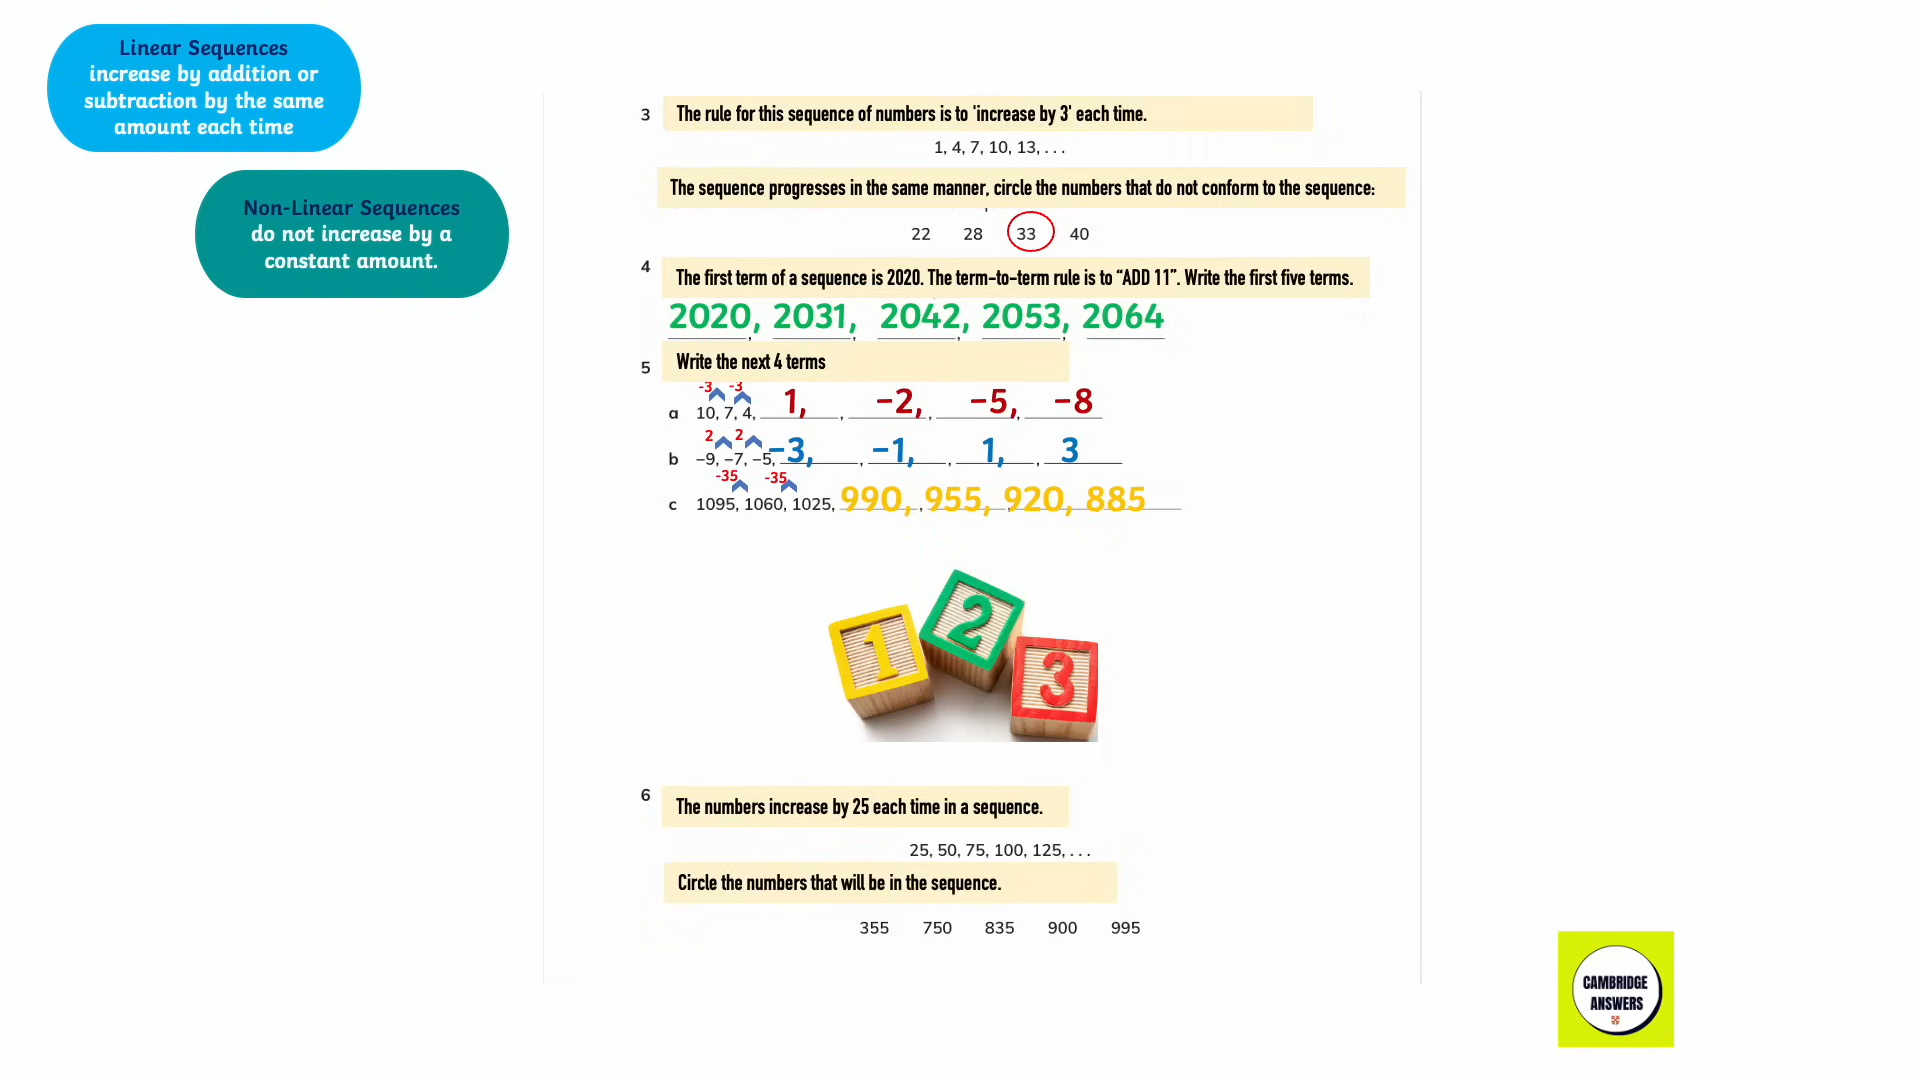 Linear Sequences
increase by addition or
subtraction by the same
amount each time
Non-Linear Sequences
do not increase by a
constant amount.
3 The rule for this sequence of numbers is to 'increase by 3' each time.
1, 4, 7, 10, 13, . . .
The sequence progresses in the same manner, circle the numbers that do not conform to the sequence:
22 28 33 40
4 The first term of a sequence is 2020. The term-to-term rule is to “ADD 11”. Write the first five terms.
2020, 2031, 2042, 2053, 2064
5 Write the next 4 terms
-3 -3
a 10, 7, 4, 1, −2, −5, −8
2 2
b −9, −7, −5, −3, −1, 1, 3
-35 -35
c 1095, 1060, 1025, 990, 955, 920, 885
1
2
3
6 The numbers increase by 25 each time in a sequence.
25, 50, 75, 100, 125, . . .
Circle the numbers that will be in the sequence.
355 750 835 900 995
CAMBRIDGE
ANSWERS